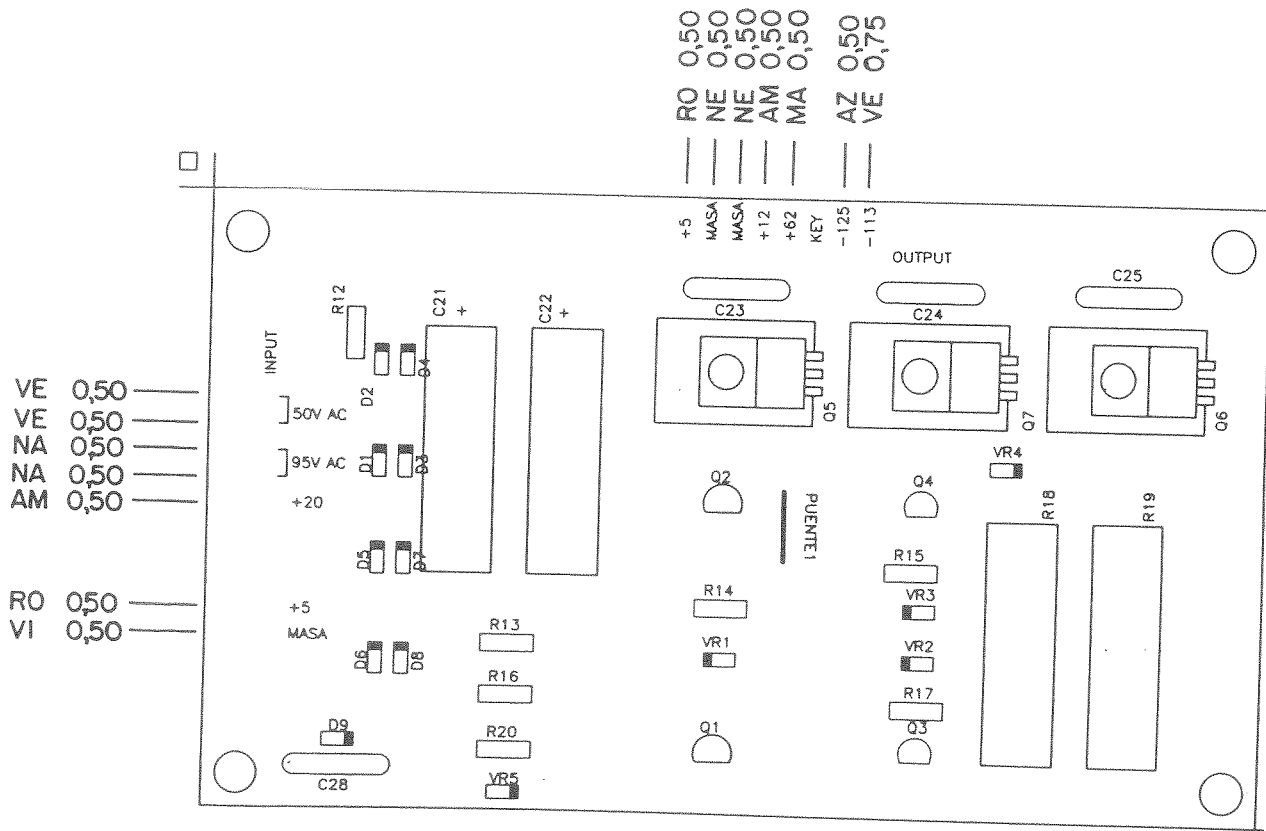 RO 0,50
NE 0,50
NE 0,50
AM 0,50
MA 0,50
AZ 0,50
VE 0,75
+5
MASA
MASA
+12
+62
KEY
-125
-113
OUTPUT
C23
C24
C25
R12
C21 +
C22 +
INPUT
D2
D4
Q5
Q7
Q6
VE 0,50
VE 0,50
NA 0,50
NA 0,50
AM 0,50
50V AC
95V AC
+20
D1
D3
VR4
Q2
Q4
PUENTE1
R18
R19
D5
D7
R15
RO 0,50
VI 0,50
+5
MASA
R14
VR3
R13
D6
D8
VR1
VR2
R16
R17
D9
R20
Q1
Q3
C28
VR5